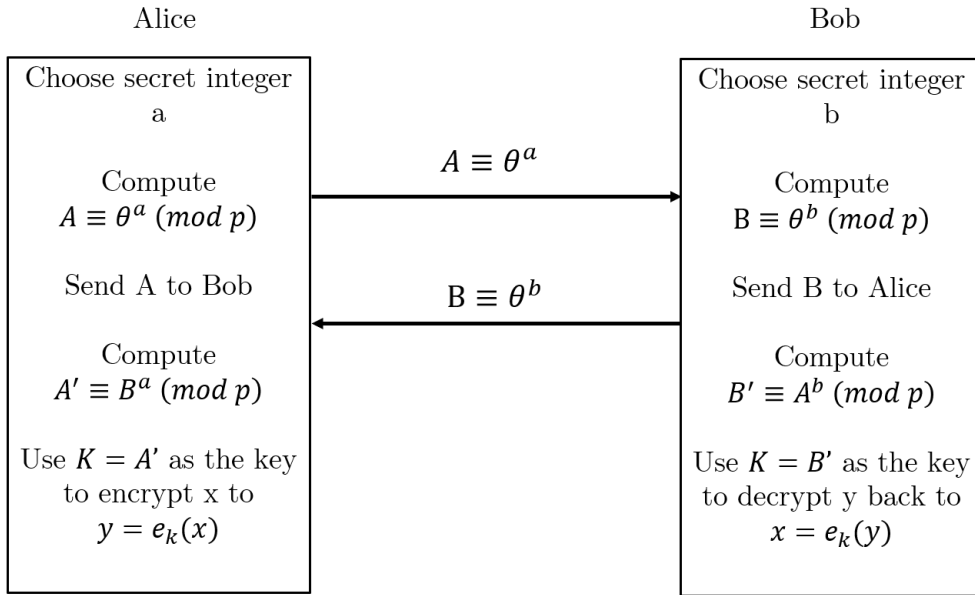 Alice
Choose secret integer
a
Compute
A ≡ θ^a (mod p)
Send A to Bob
Compute
A′ ≡ B^a (mod p)
Use K = A' as the key
to encrypt x to
y = e_k(x)
A ≡ θ^a
B ≡ θ^b
Bob
Choose secret integer
b
Compute
B ≡ θ^b (mod p)
Send B to Alice
Compute
B′ ≡ A^b (mod p)
Use K = B' as the key
to decrypt y back to
x = e_k(y)